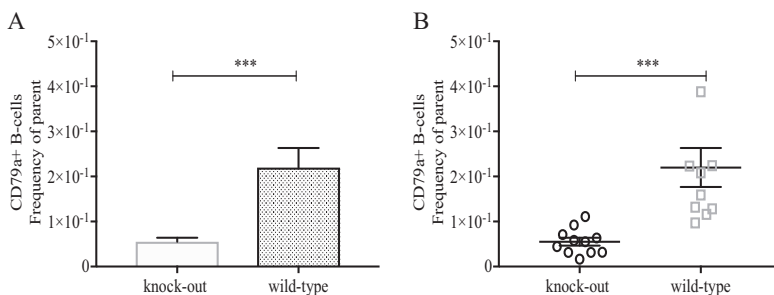 A
CD79a+ B-cells
Frequency of parent
5×10⁻¹
4×10⁻¹
3×10⁻¹
2×10⁻¹
1×10⁻¹
0
***
knock-out wild-type
B
CD79a+ B-cells
Frequency of parent
5×10⁻¹
4×10⁻¹
3×10⁻¹
2×10⁻¹
1×10⁻¹
0
***
knock-out wild-type